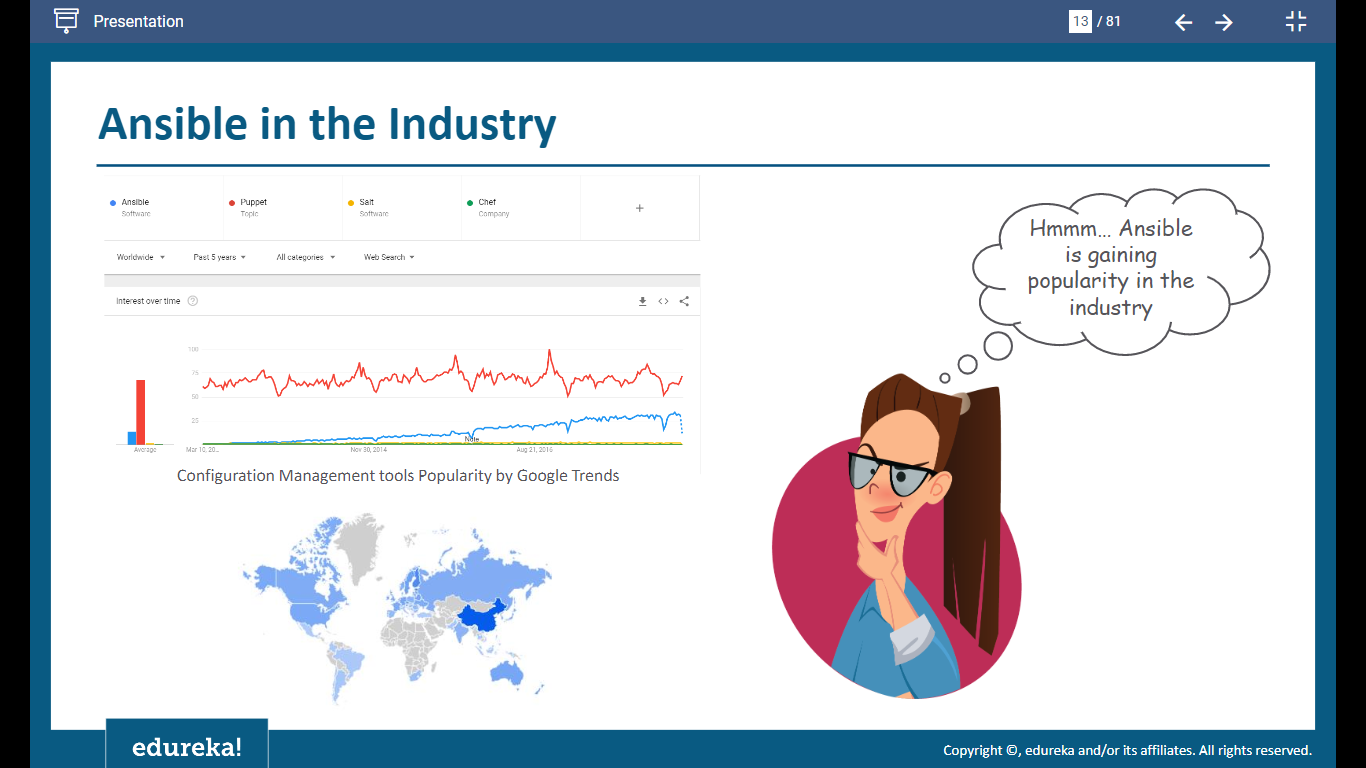 Presentation
13 / 81
Ansible in the Industry
Ansible
Software
Puppet
Topic
Salt
Software
Chef
Company
+
Worldwide
Past 5 years
All categories
Web Search
Interest over time
?
100
75
50
25
Average
Note
Mar 10, 20...
Nov 30, 2014
Aug 21, 2016
Configuration Management tools Popularity by Google Trends
Hmmm... Ansible
is gaining
popularity in the
industry
edureka!
Copyright ©, edureka and/or its affiliates. All rights reserved.